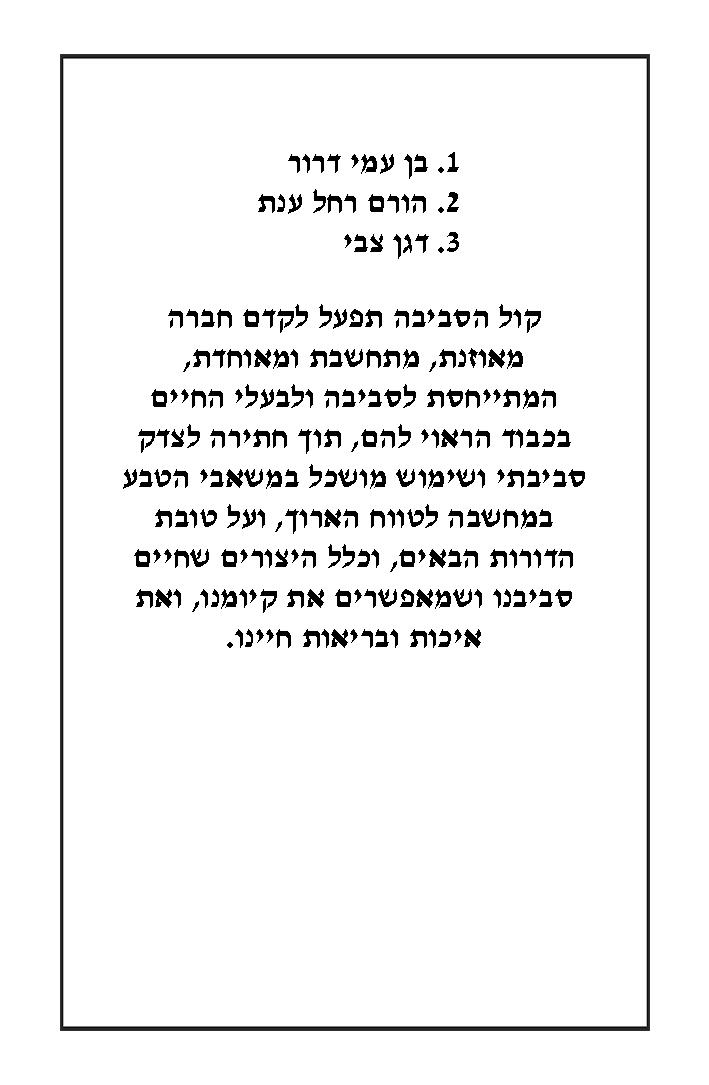 1. בן עמי דרור
2. הורם רחל ענת
3. דגן צבי
קול הסביבה תפעל לקדם חברה
מאוזנת, מתחשבת ומאוחדת,
המתייחסת לסביבה ולבעלי החיים
בכבוד הראוי להם, תוך חתירה לצדק
סביבתי ושימוש מושכל במשאבי הטבע
במחשבה לטווח הארוך, ועל טובת
הדורות הבאים, וכלל היצורים שחיים
סביבנו ושמאפשרים את קיומנו, ואת
איכות ובריאות חיינו.